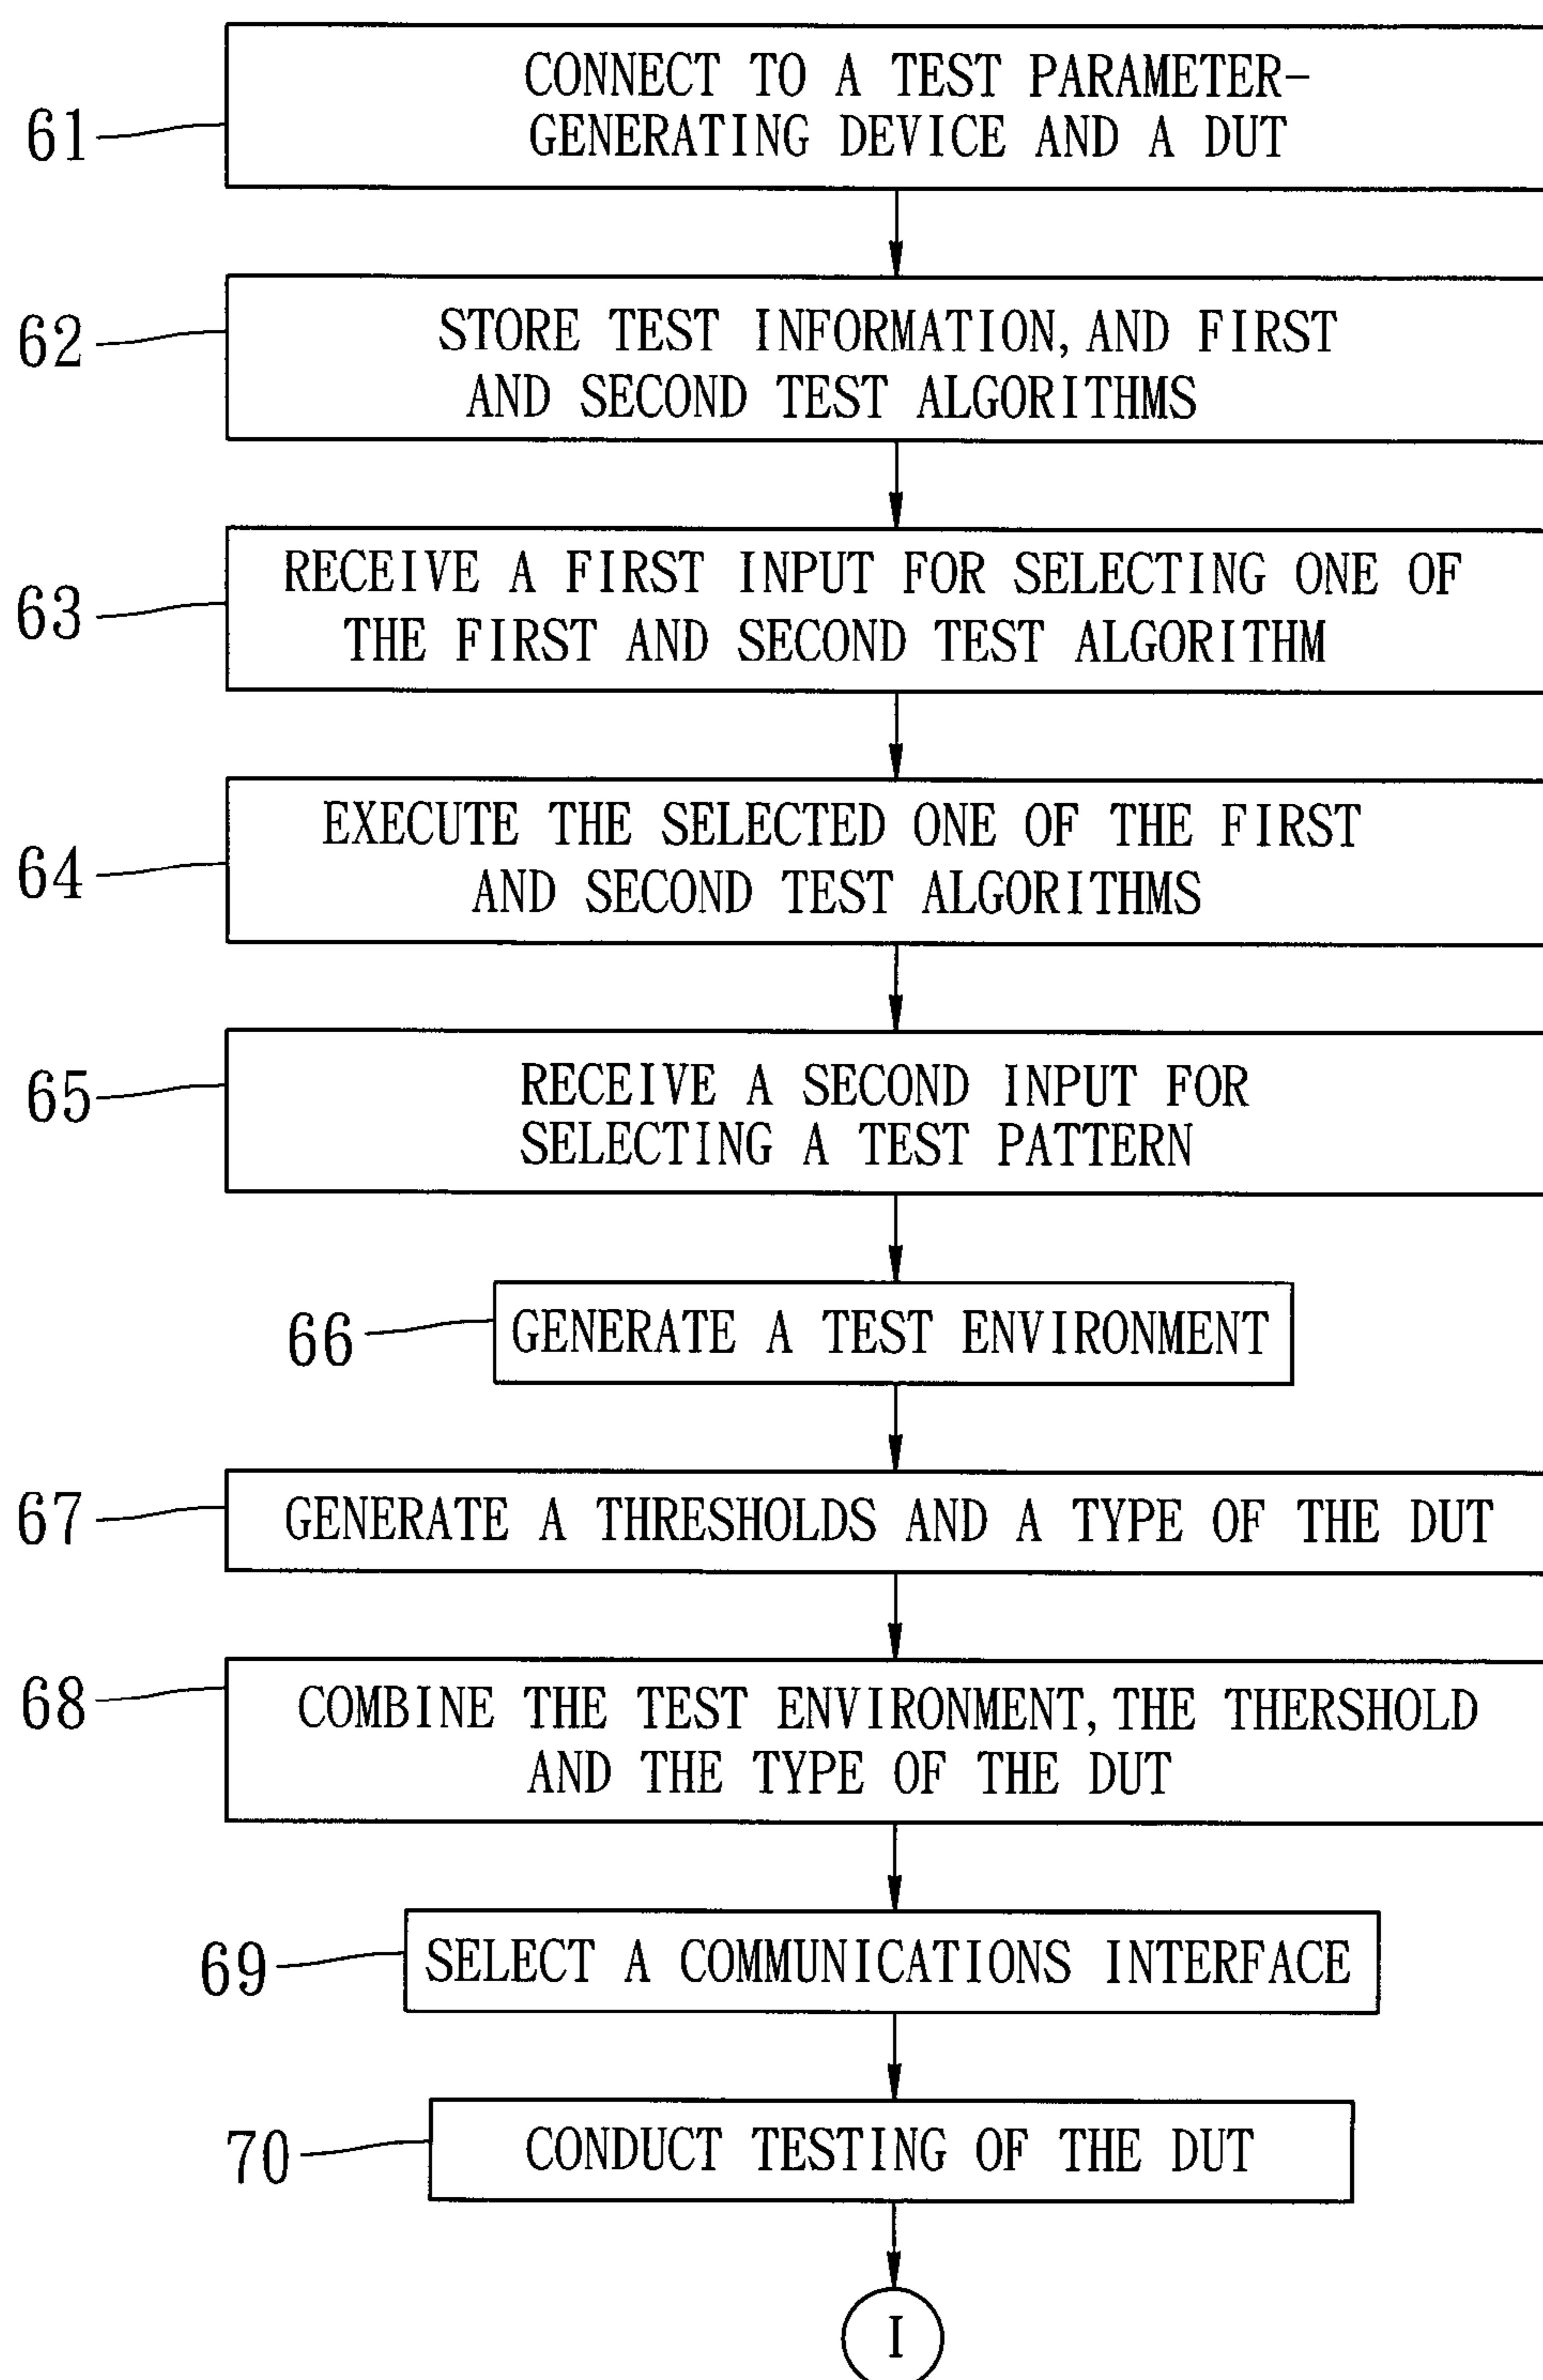 61
CONNECT TO A TEST PARAMETER-
GENERATING DEVICE AND A DUT
62
STORE TEST INFORMATION, AND FIRST
AND SECOND TEST ALGORITHMS
63
RECEIVE A FIRST INPUT FOR SELECTING ONE OF
THE FIRST AND SECOND TEST ALGORITHM
64
EXECUTE THE SELECTED ONE OF THE FIRST
AND SECOND TEST ALGORITHMS
65
RECEIVE A SECOND INPUT FOR
SELECTING A TEST PATTERN
66
GENERATE A TEST ENVIRONMENT
67
GENERATE A THRESHOLDS AND A TYPE OF THE DUT
68
COMBINE THE TEST ENVIRONMENT, THE THERSHOLD
AND THE TYPE OF THE DUT
69
SELECT A COMMUNICATIONS INTERFACE
70
CONDUCT TESTING OF THE DUT
I